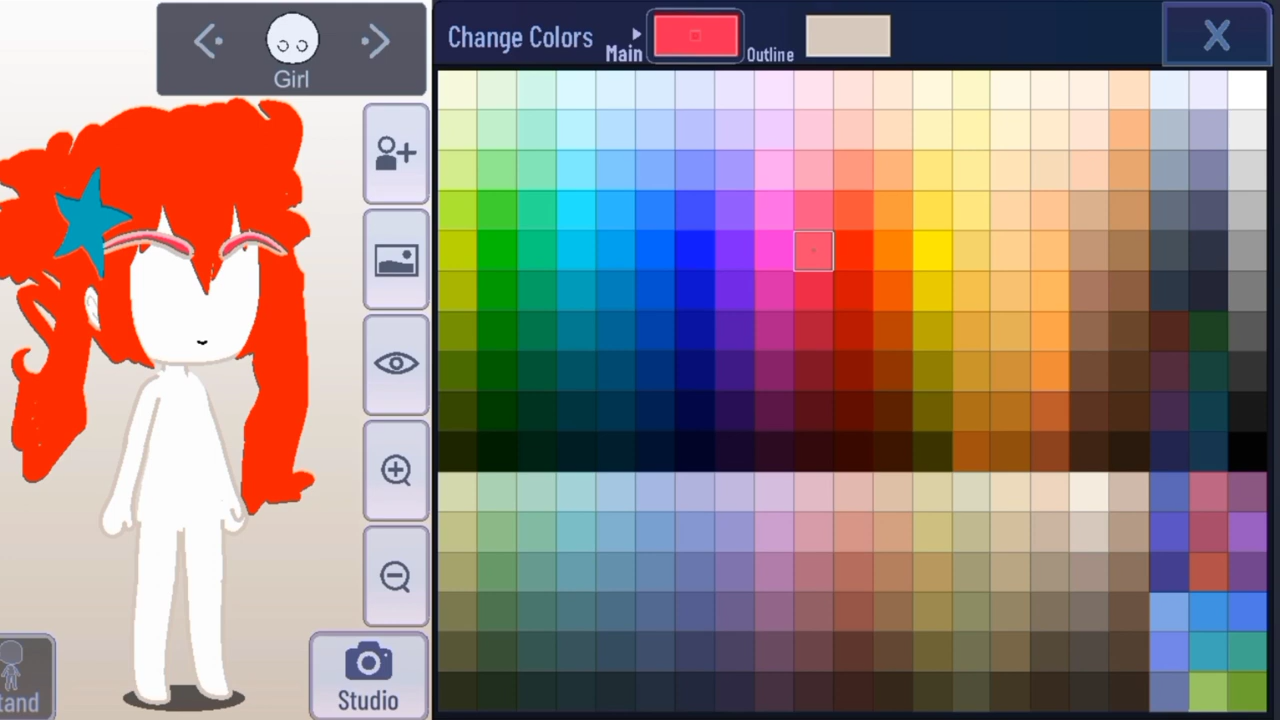 Girl
Change Colors
Main
Outline
X
tand
Studio